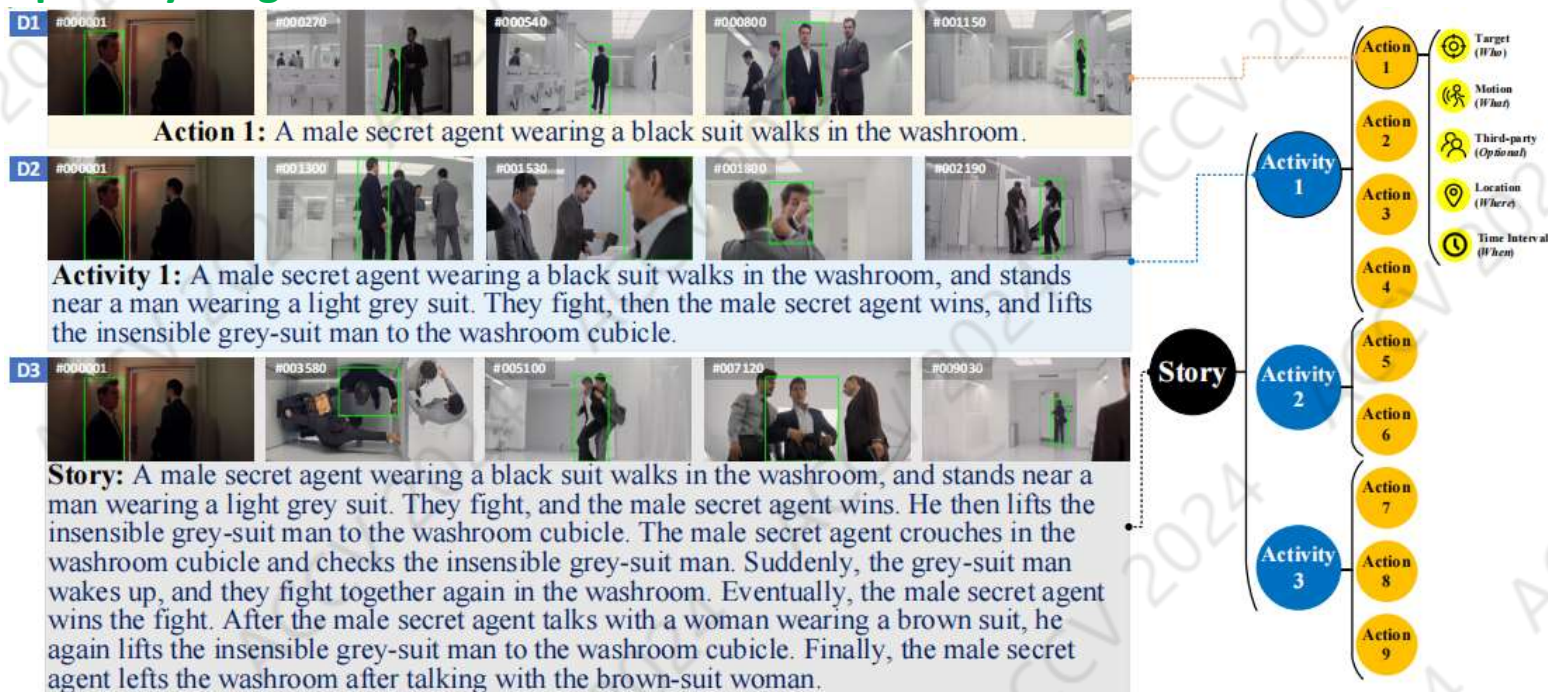 D1
#000001
#000270
#000540
#000800
#001150
Action 1: A male secret agent wearing a black suit walks in the washroom.
D2
#000001
#001300
#001530
#001800
#002190
Activity 1: A male secret agent wearing a black suit walks in the washroom, and stands
near a man wearing a light grey suit. They fight, then the male secret agent wins, and lifts
the insensible grey-suit man to the washroom cubicle.
D3
#000001
#003580
#005100
#007120
#009030
Story: A male secret agent wearing a black suit walks in the washroom, and stands near a
man wearing a light grey suit. They fight, and the male secret agent wins. He then lifts the
insensible grey-suit man to the washroom cubicle. The male secret agent crouches in the
washroom cubicle and checks the insensible grey-suit man. Suddenly, the grey-suit man
wakes up, and they fight together again in the washroom. Eventually, the male secret agent
wins the fight. After the male secret agent talks with a woman wearing a brown suit, he
again lifts the insensible grey-suit man to the washroom cubicle. Finally, the male secret
agent lefts the washroom after talking with the brown-suit woman.
Story
Activity
1
Activity
2
Activity
3
Action
1
Action
2
Action
3
Action
4
Action
5
Action
6
Action
7
Action
8
Action
9
Target
(Who)
Motion
(What)
Third-party
(Optional)
Location
(Where)
Time Interval
(When)
ACCV 2024
ACCV 2024
ACCV 2024
ACCV 2024